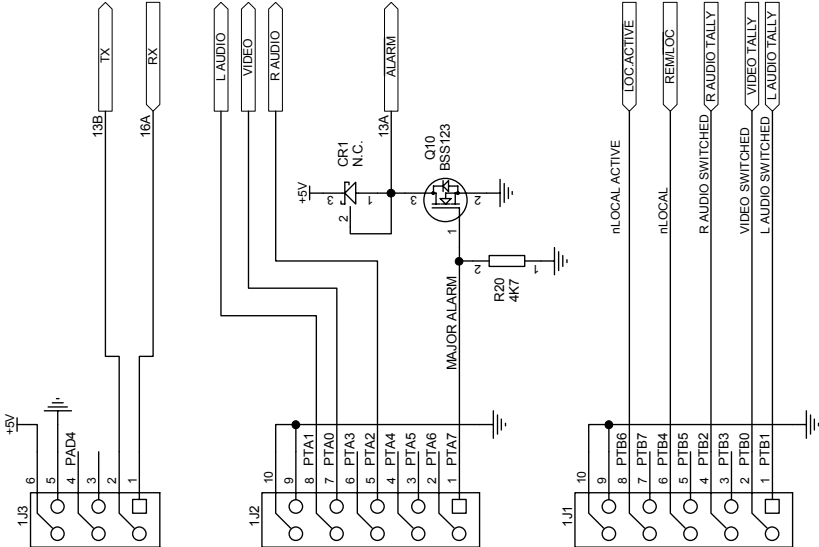 TX
RX
L AUDIO
VIDEO
R AUDIO
ALARM
LOC.ACTIVE
REM/LOC
R AUDIO TALLY
VIDEO TALLY
L AUDIO TALLY
13B
16A
13A
CR1
N.C.
+5V
3
1
2
Q10
BSS123
3
2
1
2
1
R20
4K7
MAJOR ALARM
nLOCAL ACTIVE
nLOCAL
R AUDIO SWITCHED
VIDEO SWITCHED
L AUDIO SWITCHED
+5V
6
5
4
PAD4
3
2
1
1J3
10
9
8
PTA1
7
PTA0
6
PTA3
5
PTA2
4
PTA4
3
PTA5
2
PTA6
1
PTA7
1J2
10
9
8
PTB6
7
PTB7
6
PTB4
5
PTB5
4
PTB2
3
PTB3
2
PTB0
1
PTB1
1J1